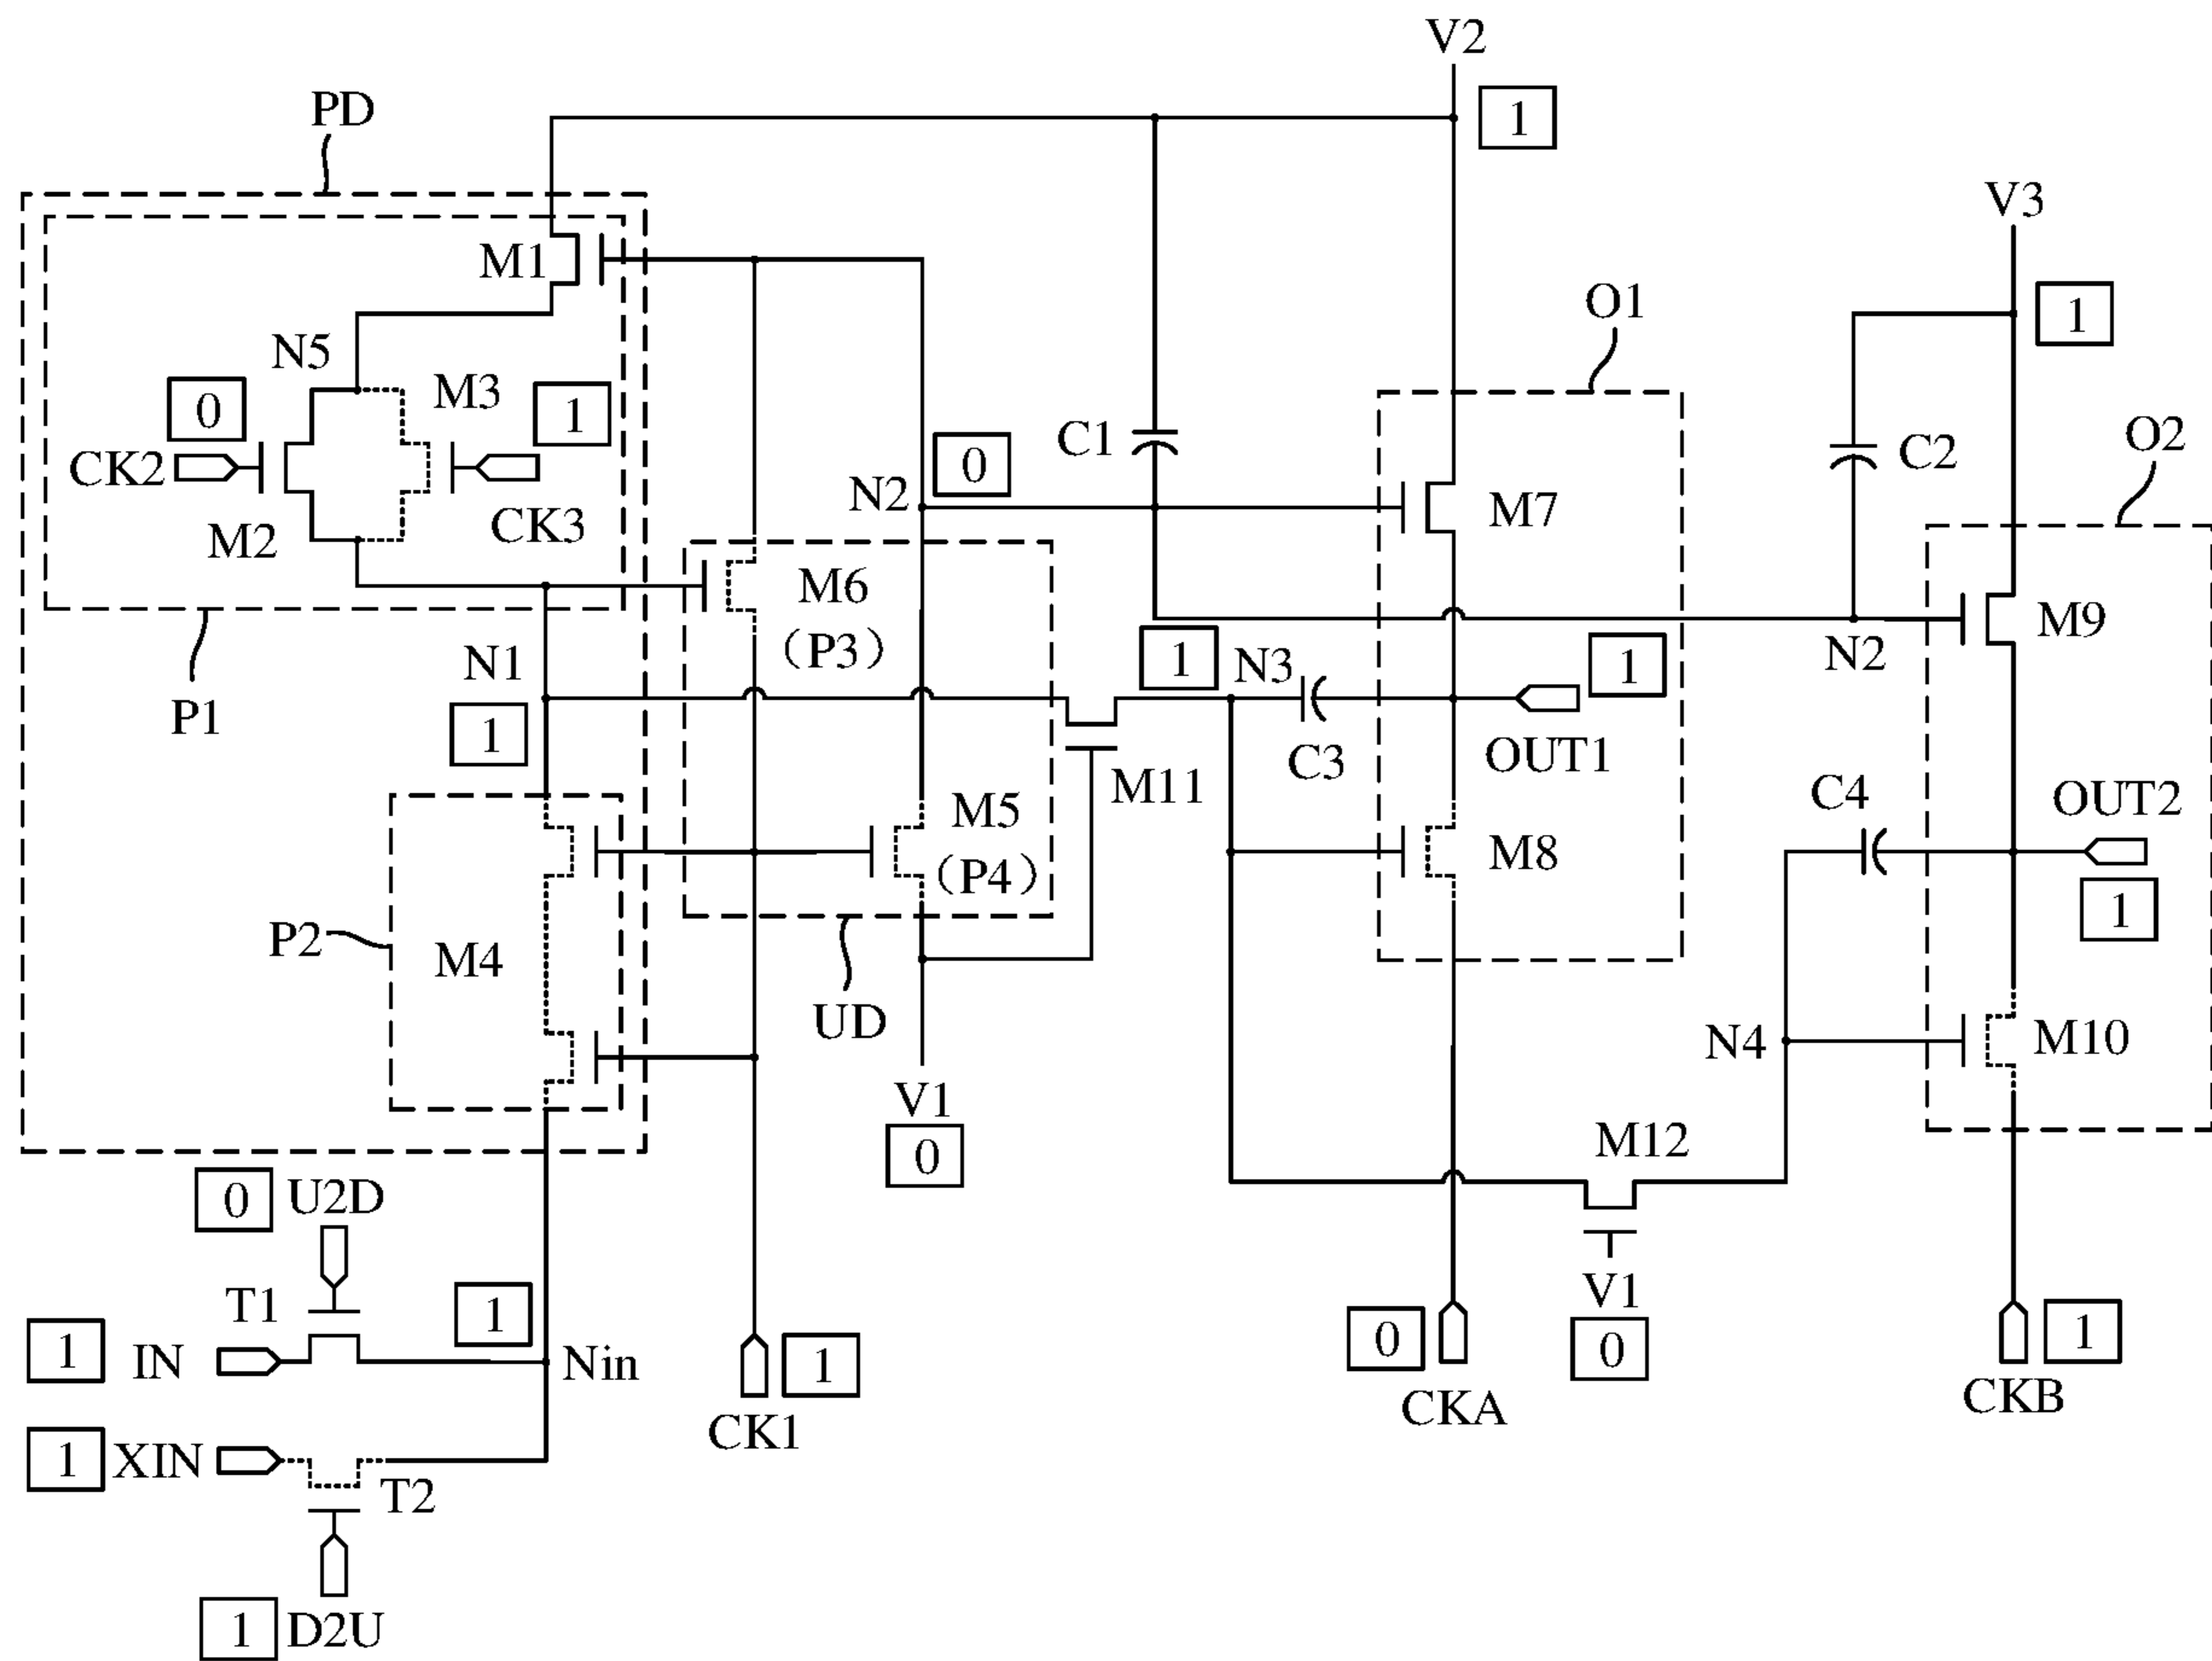 V2
1
PD
V3
M1
1
O1
N5
M3
0
1
CK2
C1
O2
0
C2
N2
M7
M2
CK3
M6
(P3)
M9
N2
N1
1
N3
1
P1
1
C3
OUT1
M11
C4
OUT2
M5
(P4)
M8
1
P2
M4
UD
N4
M10
V1
0
M12
0
U2D
T1
1
1
IN
Nin
1
CK1
0
CKA
V1
0
1
CKB
1
XIN
T2
1
D2U